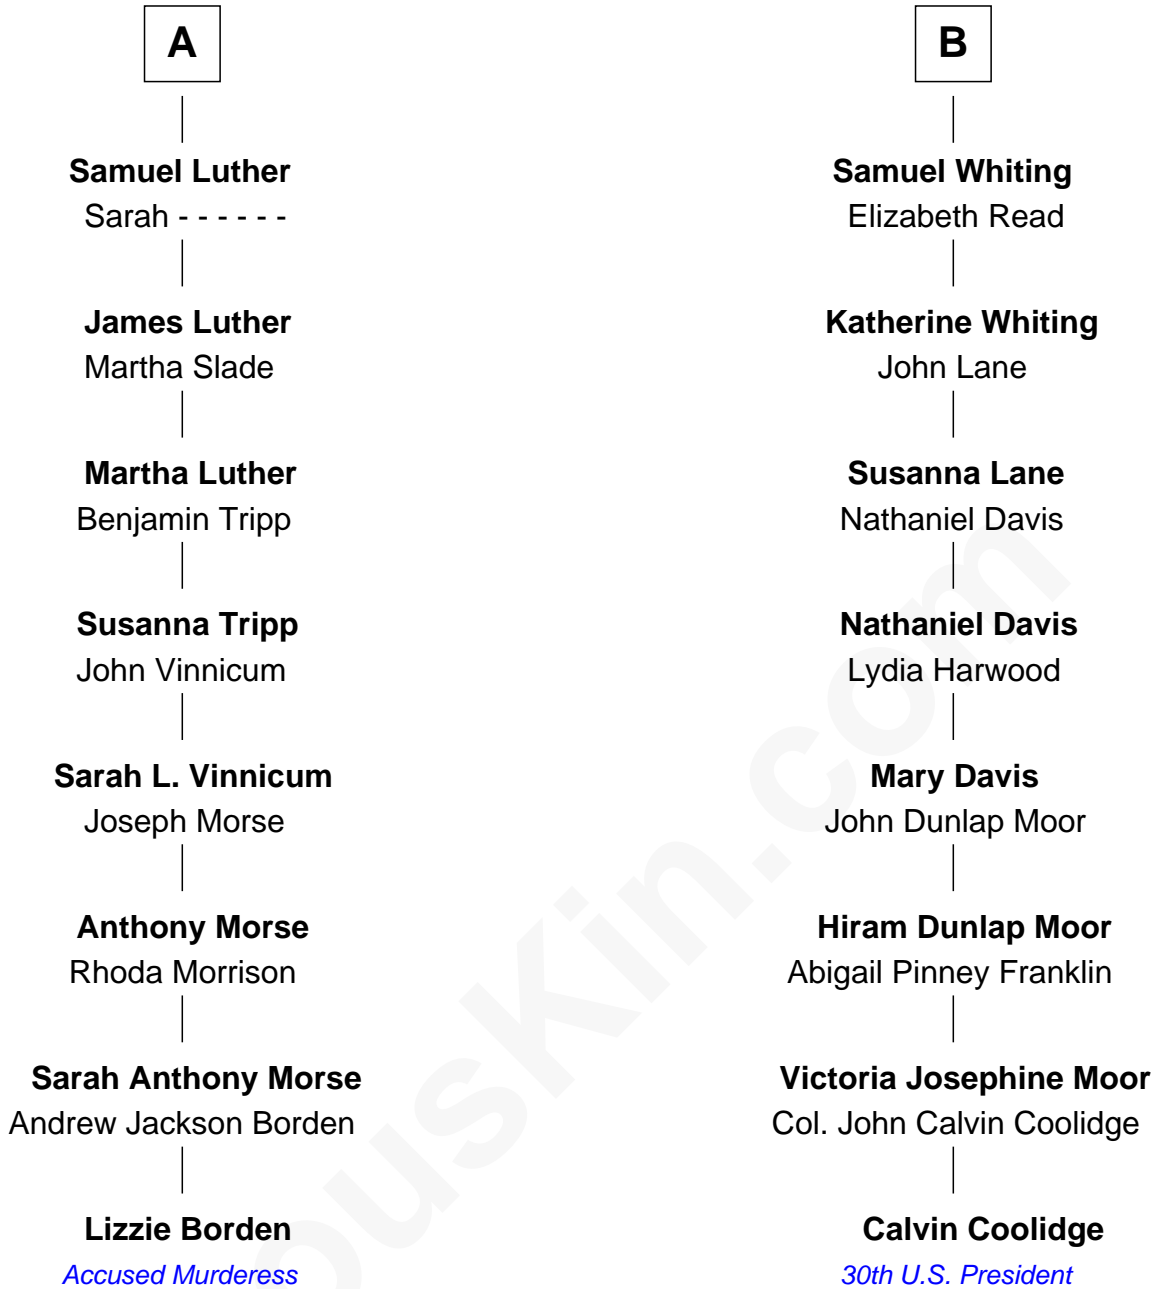 A
Samuel Luther
Sarah - - - - - -
James Luther
Martha Slade
Martha Luther
Benjamin Tripp
Susanna Tripp
John Vinnicum
Sarah L. Vinnicum
Joseph Morse
Anthony Morse
Rhoda Morrison
Sarah Anthony Morse
Andrew Jackson Borden
Lizzie Borden
Accused Murderess
B
Samuel Whiting
Elizabeth Read
Katherine Whiting
John Lane
Susanna Lane
Nathaniel Davis
Nathaniel Davis
Lydia Harwood
Mary Davis
John Dunlap Moor
Hiram Dunlap Moor
Abigail Pinney Franklin
Victoria Josephine Moor
Col. John Calvin Coolidge
Calvin Coolidge
30th U.S. President
ousKin.com